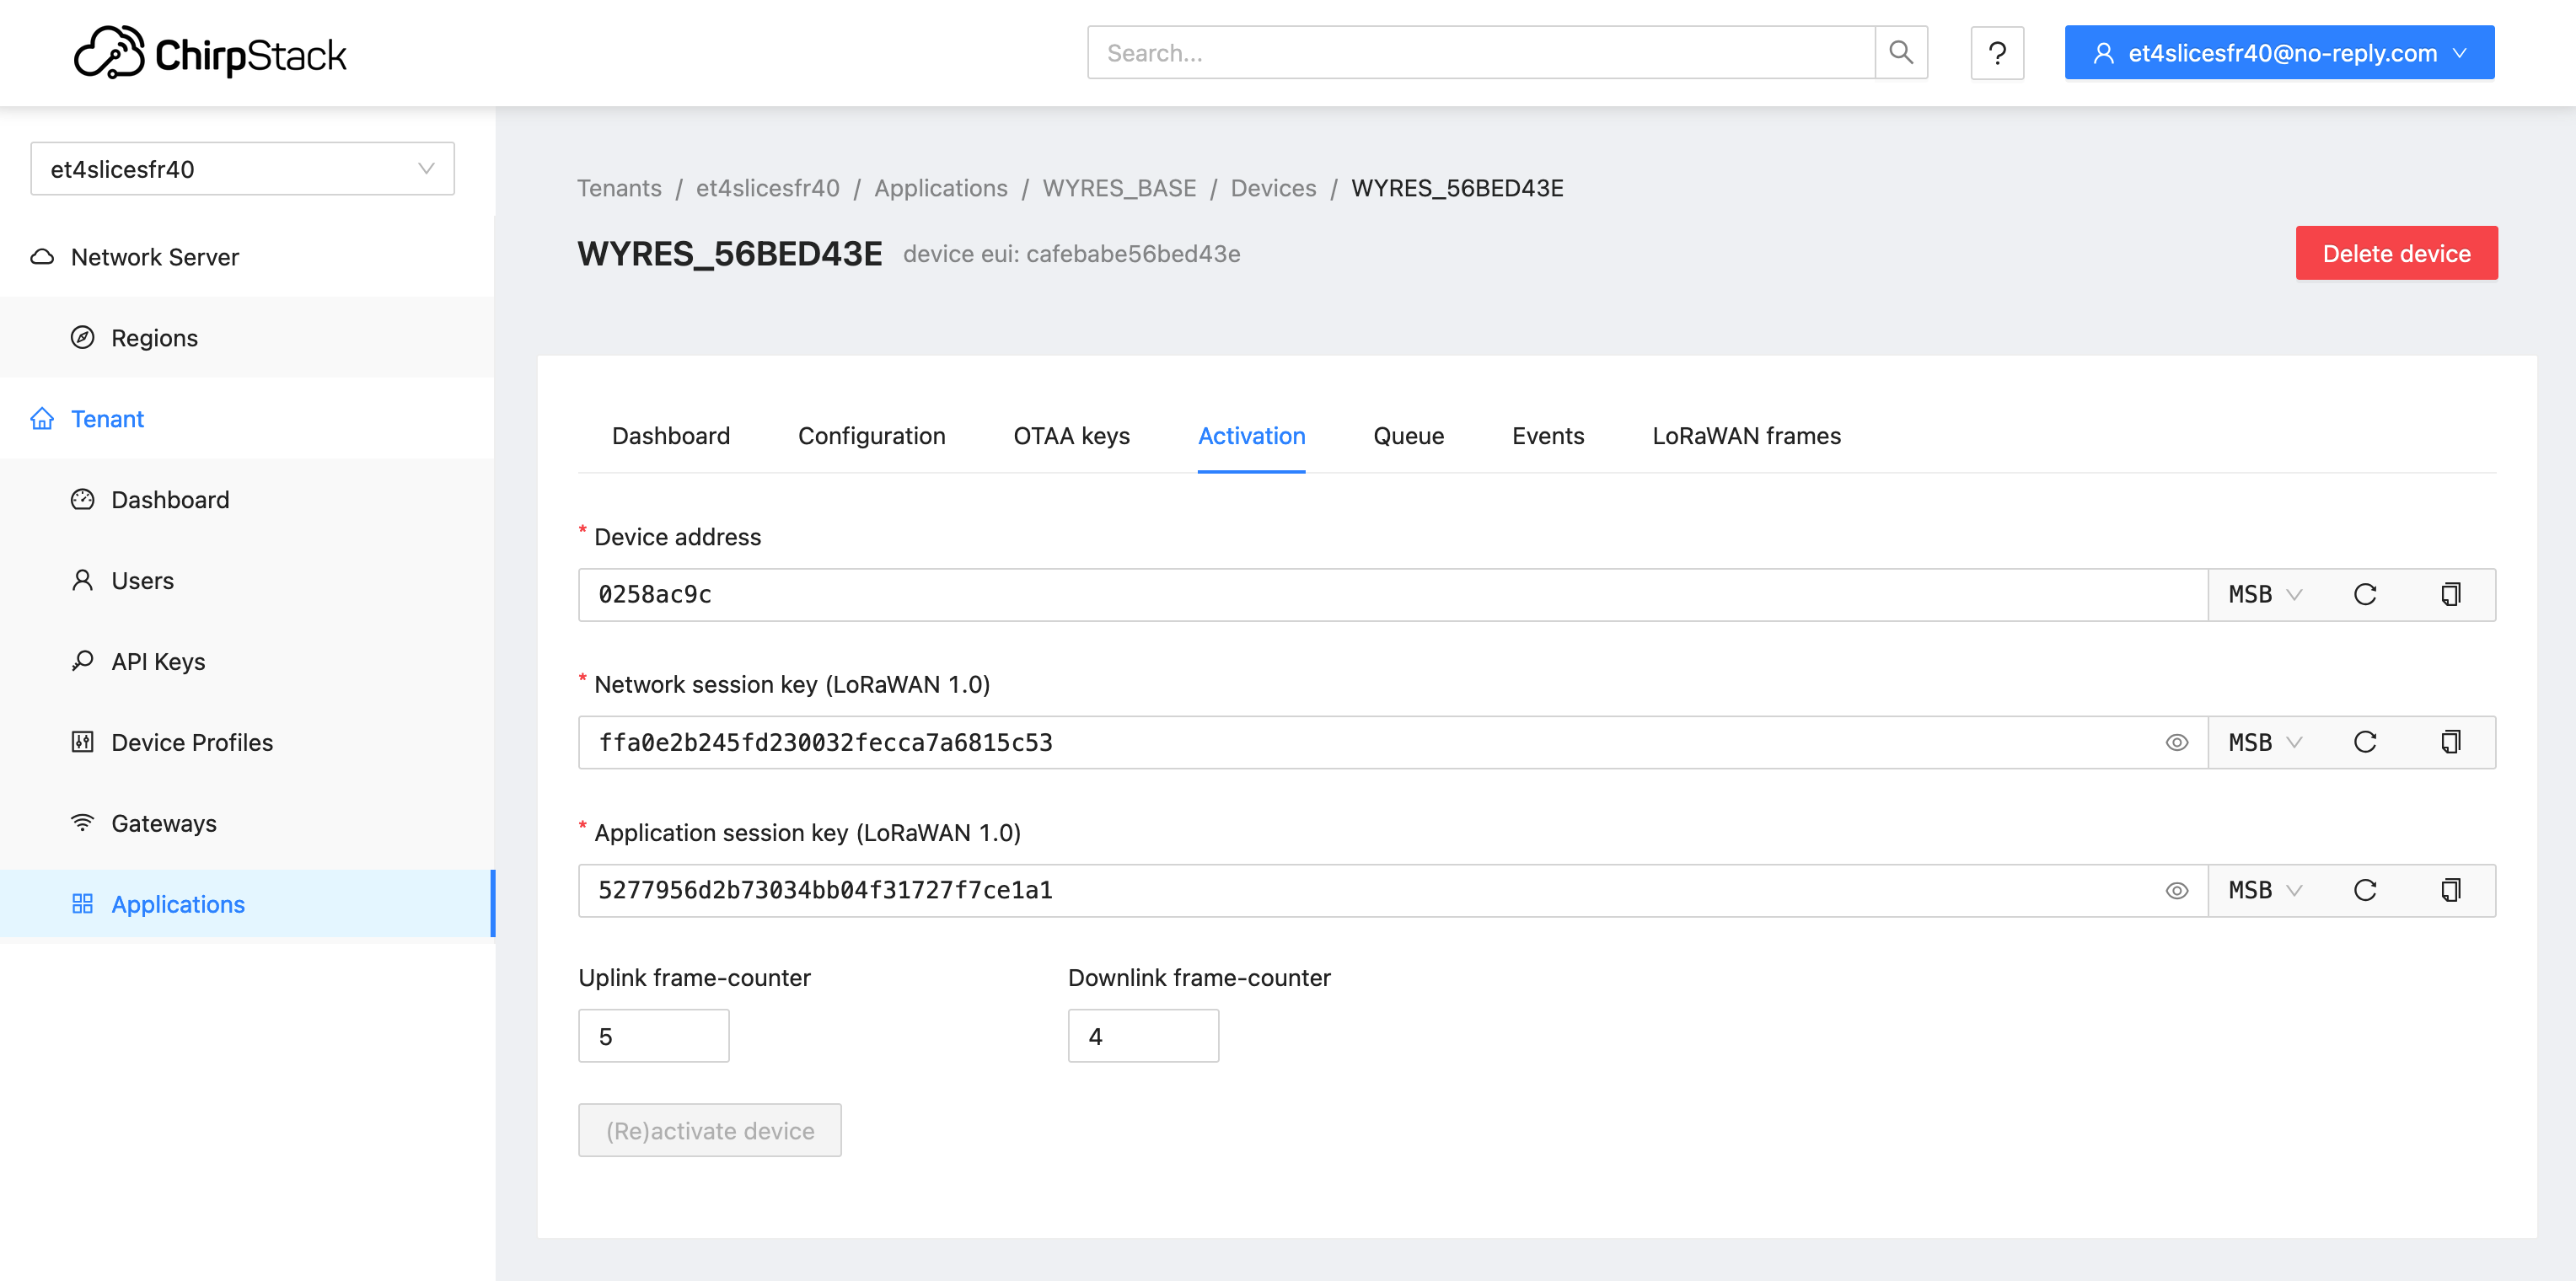 ChirpStack
Search...
?
et4slicesfr40@no-reply.com
et4slicesfr40
Network Server
Regions
Tenant
Dashboard
Users
API Keys
Device Profiles
Gateways
Applications
Tenants / et4slicesfr40 / Applications / WYRES_BASE / Devices / WYRES_56BED43E
WYRES_56BED43E device eui: cafebabe56bed43e
Delete device
Dashboard Configuration OTAA keys Activation Queue Events LoRaWAN frames
* Device address
0258ac9c MSB
* Network session key (LoRaWAN 1.0)
ffa0e2b245fd230032fecca7a6815c53 MSB
* Application session key (LoRaWAN 1.0)
5277956d2b73034bb04f31727f7ce1a1 MSB
Uplink frame-counter Downlink frame-counter
5 4
(Re)activate device